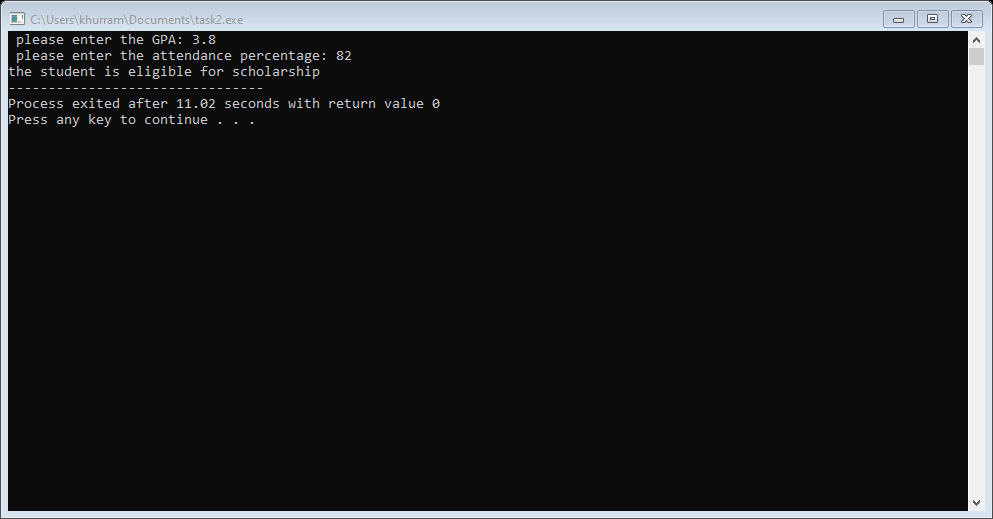 C:\Users\khurram\Documents\task2.exe
please enter the GPA: 3.8
please enter the attendance percentage: 82
the student is eligible for scholarship
--------------------------------
Process exited after 11.02 seconds with return value 0
Press any key to continue . . .